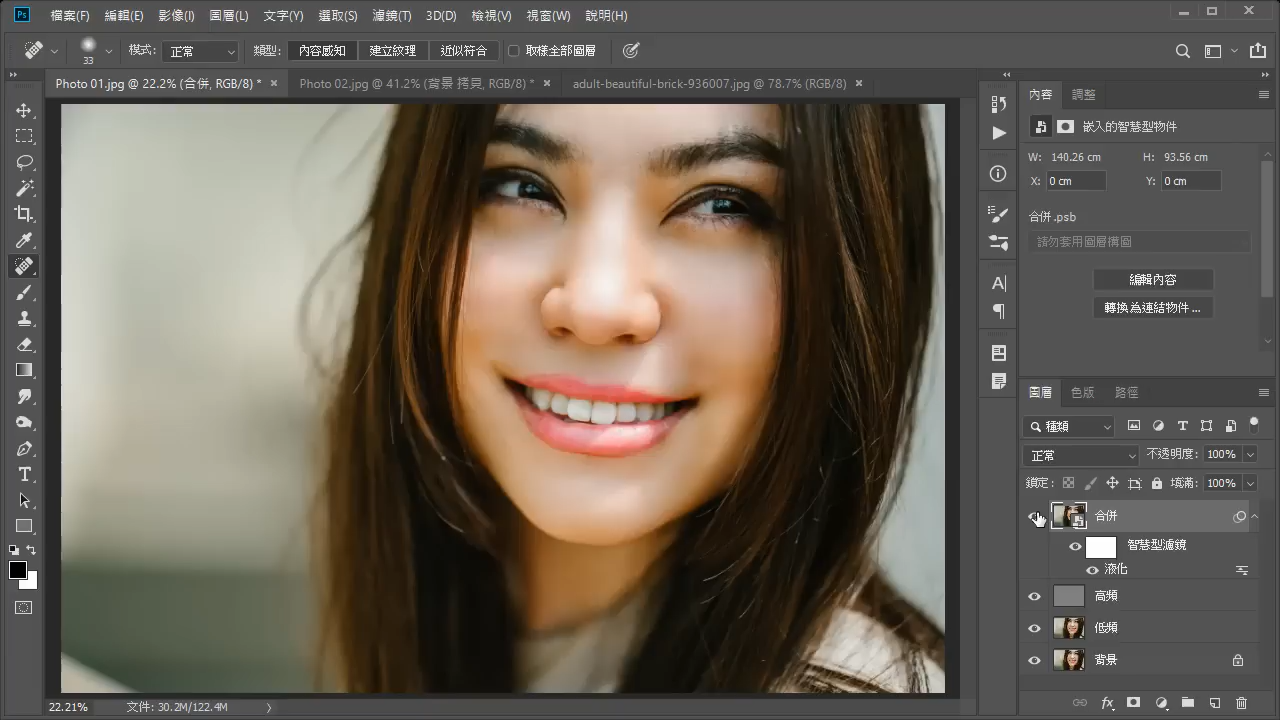 Ps 檔案(F) 編輯(E) 影像(I) 圖層(L) 文字(Y) 選取(S) 濾鏡(T) 3D(D) 檢視(V) 視窗(W) 說明(H)
33 模式: 正常 類型: 內容感知 建立紋理 近似符合 取樣全部圖層
Photo 01.jpg @ 22.2% (合併, RGB/8) * × Photo 02.jpg @ 41.2% (背景 拷貝, RGB/8) * × adult-beautiful-brick-936007.jpg @ 78.7% (RGB/8) ×
內容 調整
嵌入的智慧型物件
W: 140.26 cm H: 93.56 cm
X: 0 cm Y: 0 cm
合併.psb
請勿套用圖層構圖
編輯內容
轉換為連結物件...
圖層 色版 路徑
種類
正常 不透明度: 100%
鎖定: 填滿: 100%
合併
智慧型濾鏡
液化
高頻
低頻
背景
22.21% 文件: 30.2M/122.4M